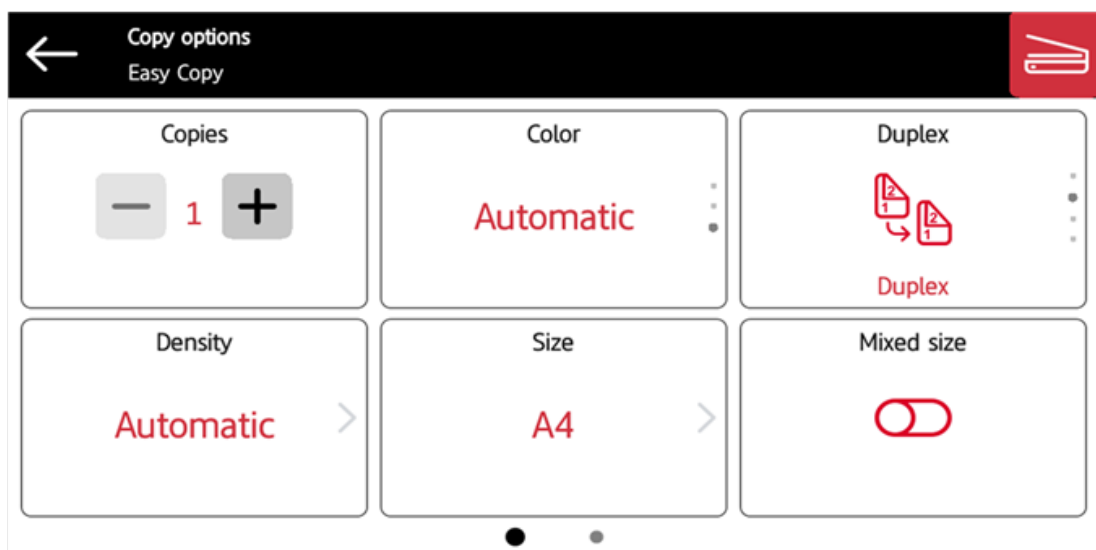 Copy options
Easy Copy
Copies
1
Color
Automatic
Duplex
2
1
2
1
Duplex
Density
Automatic
Size
A4
Mixed size